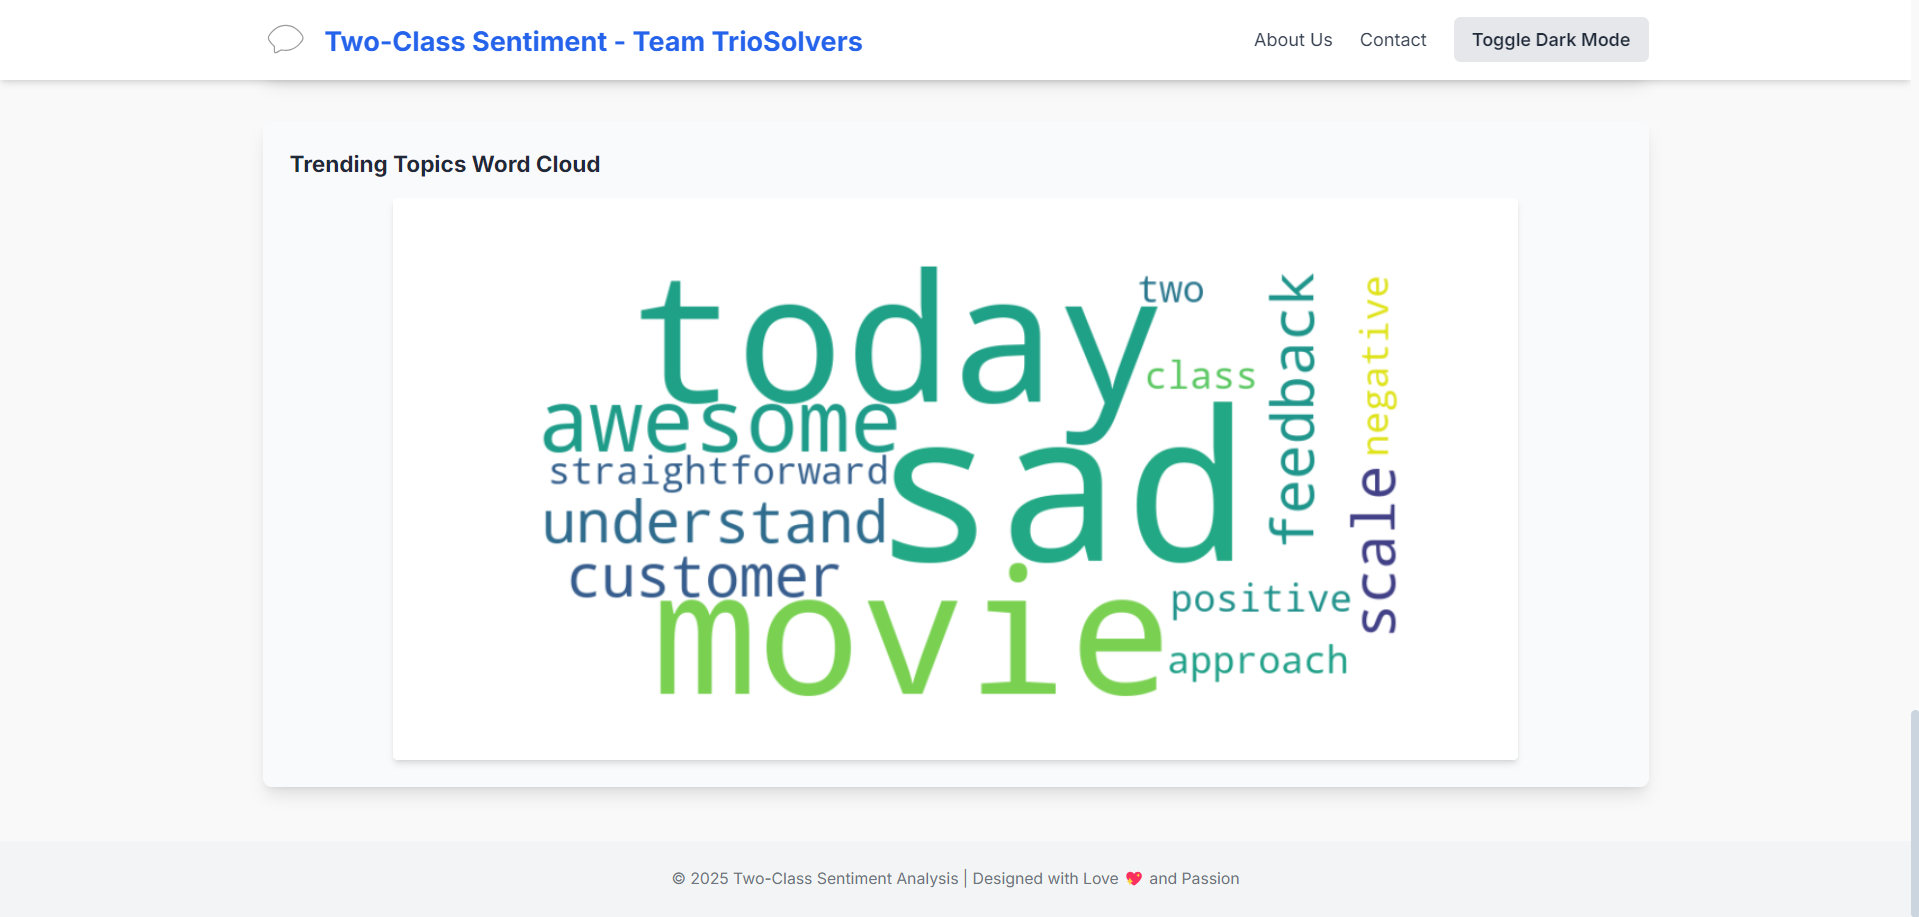 Two-Class Sentiment - Team TrioSolvers
About Us
Contact
Toggle Dark Mode
Trending Topics Word Cloud
today
two
class
feedback
negative
awesome
straightforward
sad
understand
scale
customer
movie
positive
approach
© 2025 Two-Class Sentiment Analysis | Designed with Love 💖 and Passion